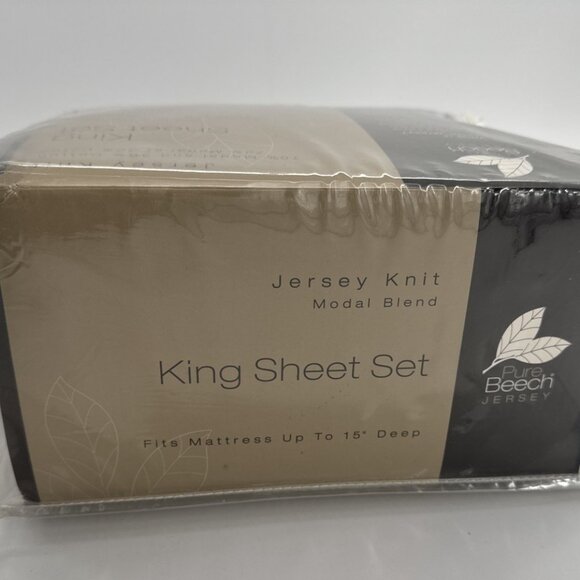 Jersey Knit
Modal Blend
King Sheet Set
Fits Mattress Up To 15" Deep
Pure
Beech®
JERSEY